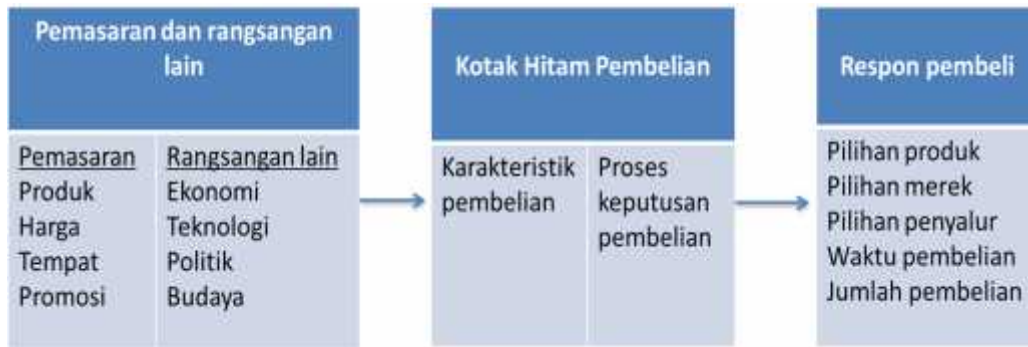 Pemasaran dan rangsangan
lain
Pemasaran
Produk
Harga
Tempat
Promosi
Rangsangan lain
Ekonomi
Teknologi
Politik
Budaya
Kotak Hitam Pembelian
Karakteristik
pembelian
Proses
keputusan
pembelian
Respon pembeli
Pilihan produk
Pilihan merek
Pilihan penyalur
Waktu pembelian
Jumlah pembelian